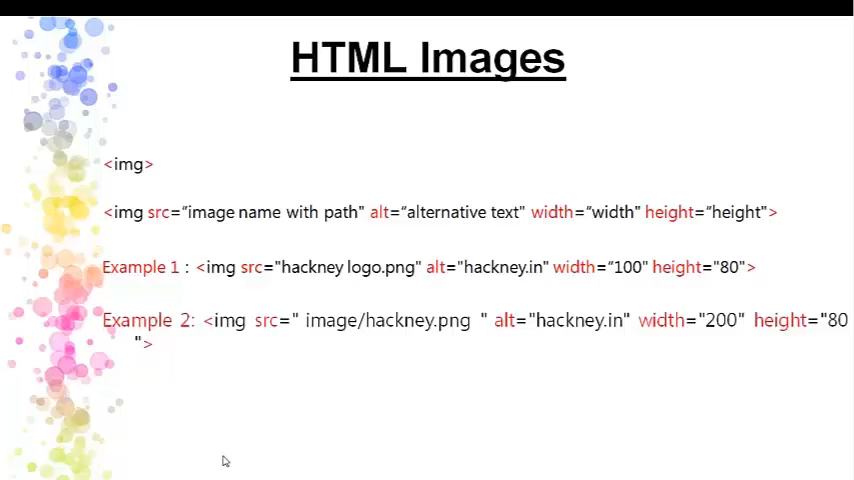 HTML Images
<img>
<img src=“image name with path" alt=“alternative text" width=“width" height=“height">
Example 1 : <img src="hackney logo.png" alt="hackney.in" width=“100" height="80">
Example 2: <img src=" image/hackney.png " alt="hackney.in" width="200" height="80
">